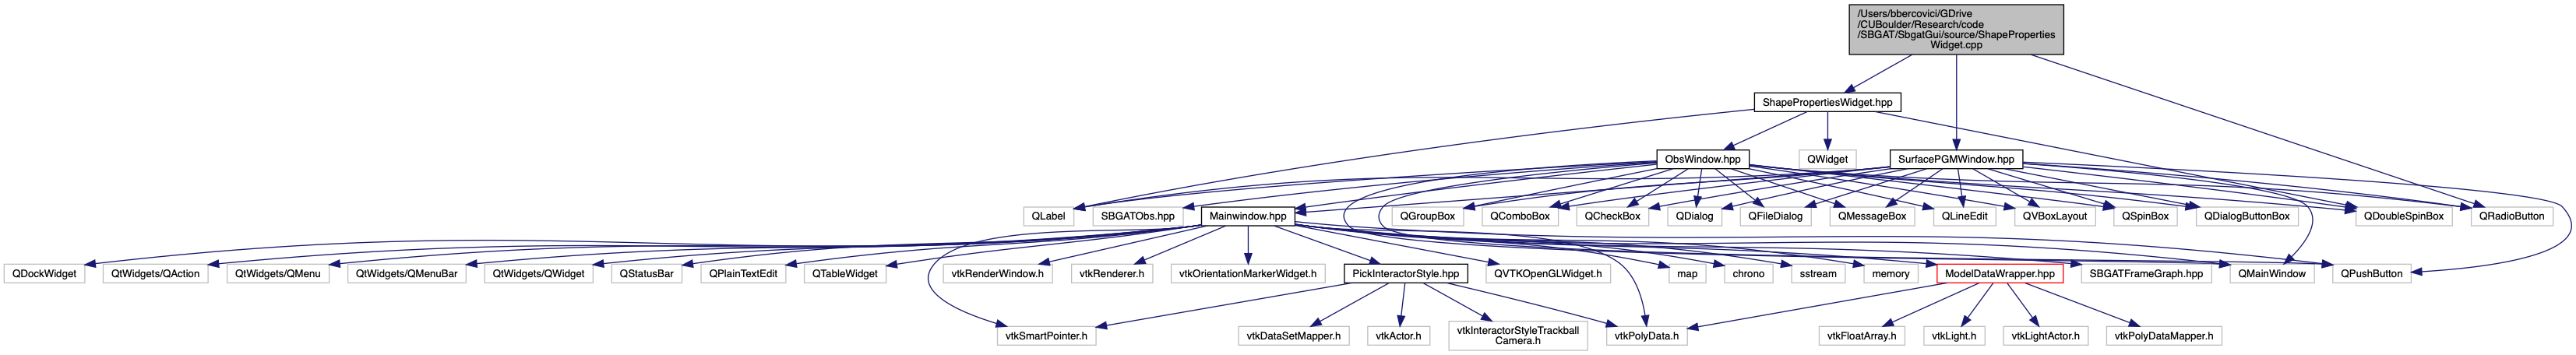 /Users/bbercovici/GDrive
/CUBoulder/Research/code
/SBGAT/SbgatGui/source/ShapeProperties
Widget.cpp
ShapePropertiesWidget.hpp
ObsWindow.hpp
QWidget
SurfacePGMWindow.hpp
QLabel
SBGATObs.hpp
Mainwindow.hpp
QGroupBox
QComboBox
QCheckBox
QDialog
QFileDialog
QMessageBox
QLineEdit
QVBoxLayout
QSpinBox
QDialogButtonBox
QDoubleSpinBox
QRadioButton
QDockWidget
QtWidgets/QAction
QtWidgets/QMenu
QtWidgets/QMenuBar
QtWidgets/QWidget
QStatusBar
QPlainTextEdit
QTableWidget
vtkRenderWindow.h
vtkRenderer.h
vtkOrientationMarkerWidget.h
PickInteractorStyle.hpp
QVTKOpenGLWidget.h
map
chrono
sstream
memory
ModelDataWrapper.hpp
SBGATFrameGraph.hpp
QMainWindow
QPushButton
vtkSmartPointer.h
vtkDataSetMapper.h
vtkActor.h
vtkInteractorStyleTrackball
Camera.h
vtkPolyData.h
vtkFloatArray.h
vtkLight.h
vtkLightActor.h
vtkPolyDataMapper.h